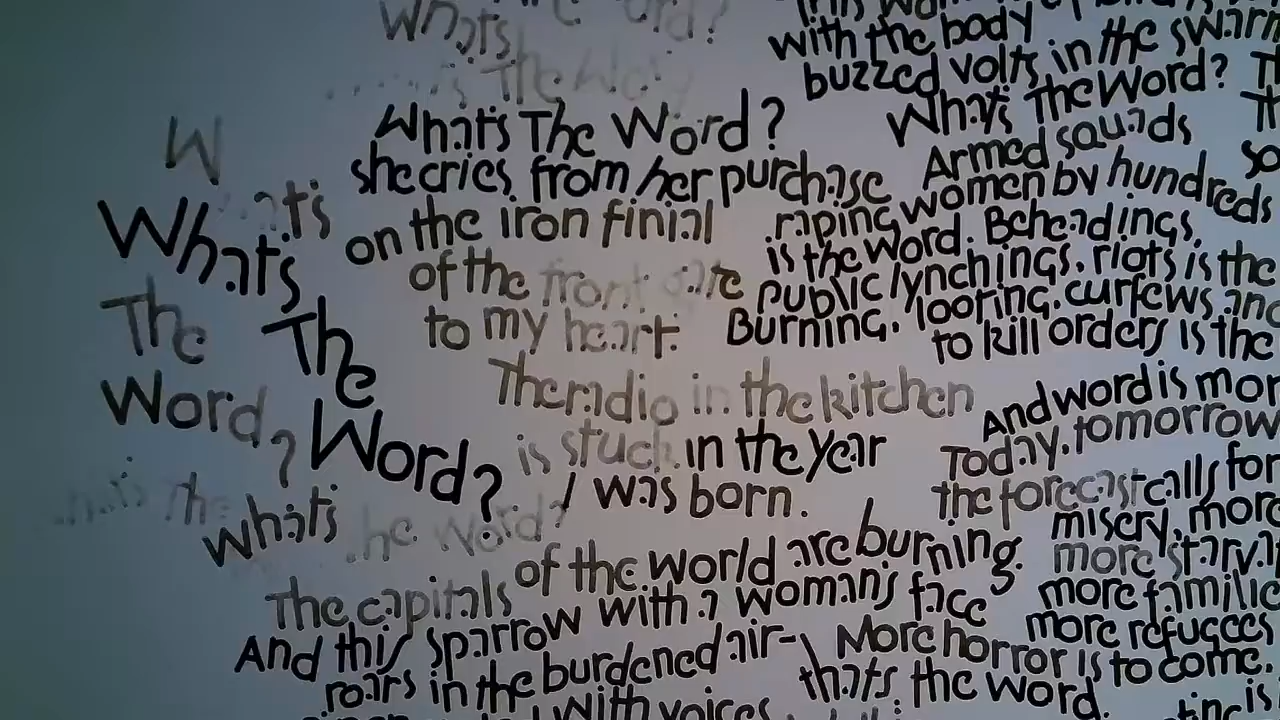 What's
What's The Word?
she cries from her purchase
on the iron finial
of the front gate
to my heart.
The radio in the kitchen
is stuck in the year
I was born.
The capitals of the world are burning.
And this sparrow with a woman's face
roars in the burdened air-
with voices
What's
The
Word?
What's
The
Word?
what's the word?
with the body
buzzed volts in the swarm
What's The Word?
Armed squads
raping women by hundreds
is the word. Beheadings,
public lynchings, riots is the
Burning, looting, curfews and
to kill orders is the
And word is more
Today, tomorrow
the forecast calls for
misery, more
more
more families
more refugees
More horror is to come.
that's the word.